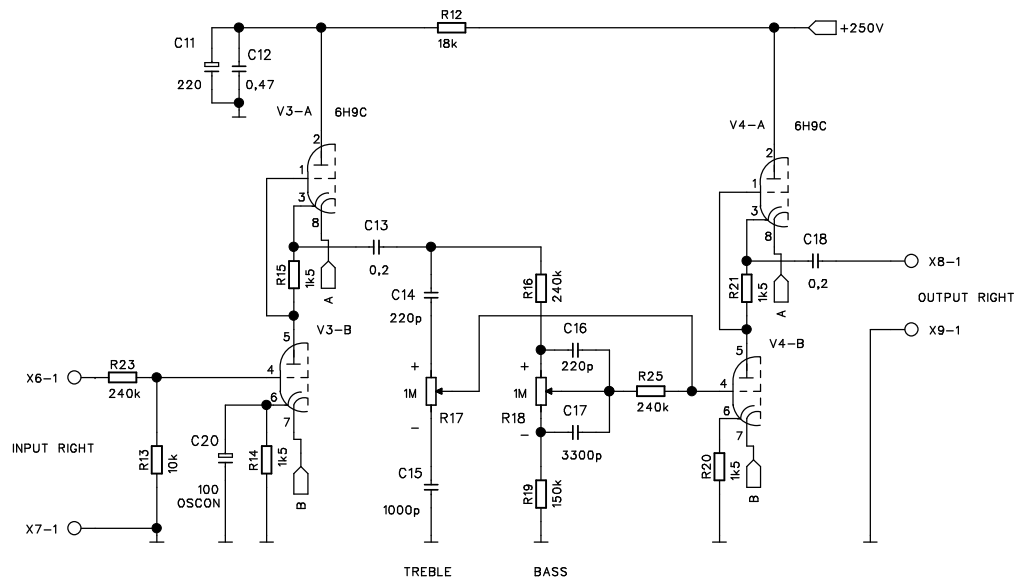 R12
18k
+250V
C11
220
C12
0,47
V3-A 6H9C
2
1
3
8
V4-A 6H9C
2
1
3
8
C13
0,2
R15
1k5
A
C18
0,2
X8-1
R21
1k5
A
OUTPUT RIGHT
X9-1
C14
220p
R16
240k
V3-B
5
4
6
7
C16
220p
V4-B
5
4
6
7
X6-1
R23
240k
+
1M
R17
−
+
1M
R18
−
R25
240k
C17
3300p
INPUT RIGHT
R13
10k
C20
100
OSCON
R14
1k5
B
C15
1000p
R19
150k
R20
1k5
B
X7-1
TREBLE
BASS